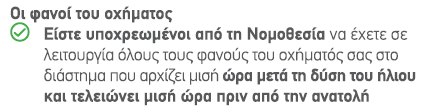 Οι φανοί του οχήματος
Είστε υποχρεωμένοι από τη Νομοθεσία να έχετε σε
λειτουργία όλους τους φανούς του οχήματός σας στο
διάστημα που αρχίζει μισή ώρα μετά τη δύση του ήλιου
και τελειώνει μισή ώρα πριν από την ανατολή